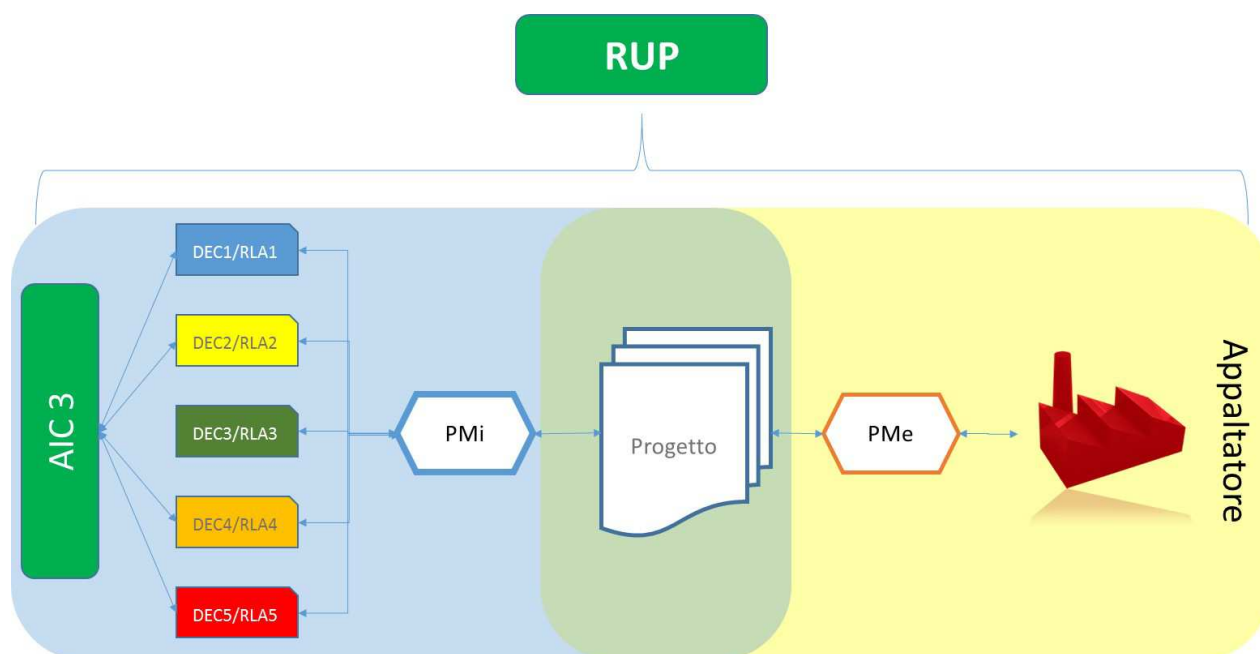 RUP
AIC 3
DEC1/RLA1
DEC2/RLA2
DEC3/RLA3
DEC4/RLA4
DEC5/RLA5
PMi
Progetto
PMe
Appaltatore